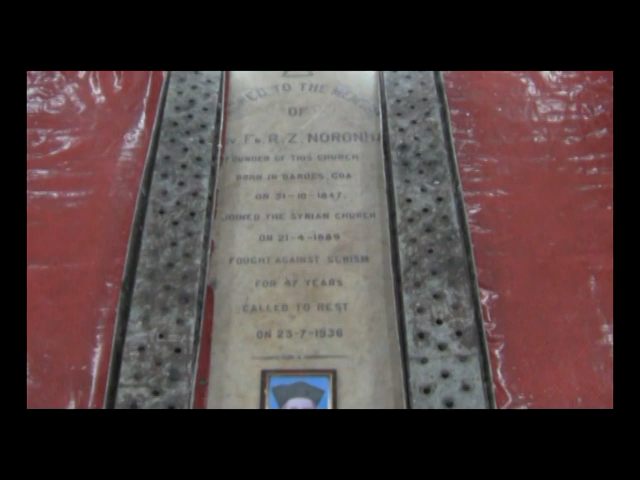 TO THE
OF
R. Z. NORONHA
FOUNDER OF THIS CHURCH
BORN IN BARDES, GOA
ON 31-10-1847.
JOINED THE SYRIAN CHURCH
ON 21-4-1889
FOUGHT AGAINST SCHISM
FOR 47 YEARS
CALLED TO REST
ON 23-7-1936